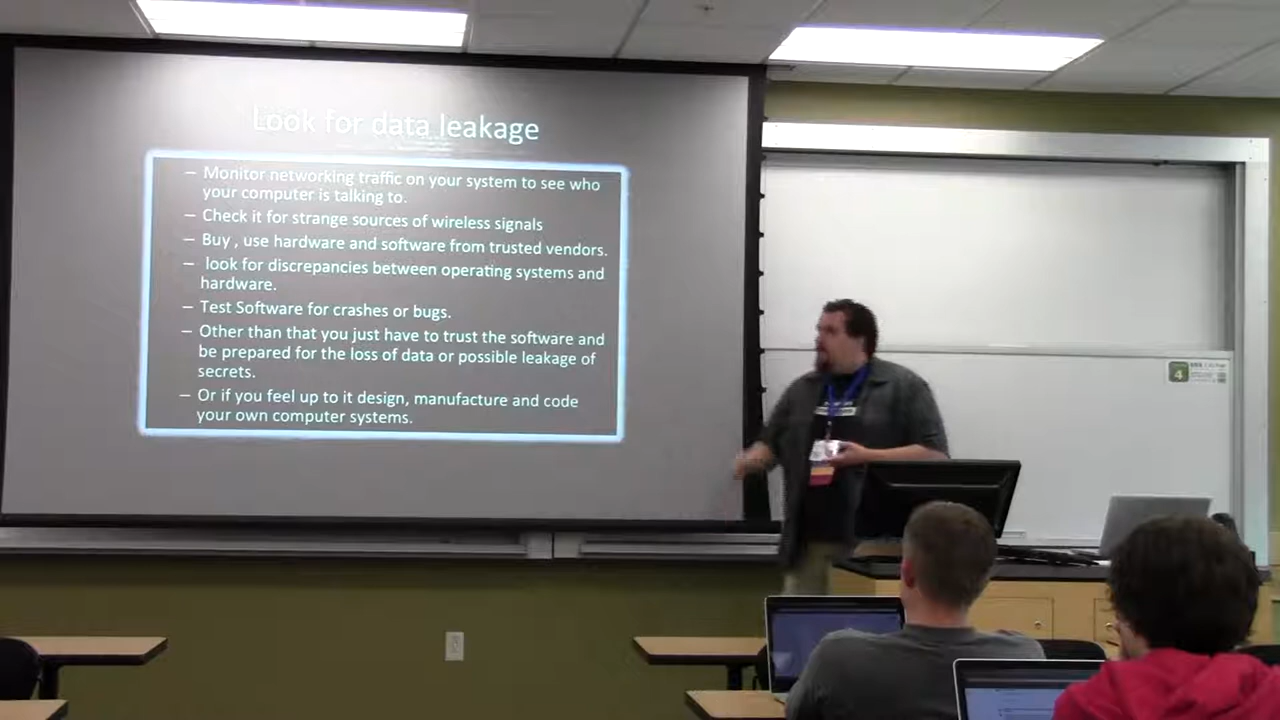 Look for data leakage
– Monitor networking traffic on your system to see who
your computer is talking to.
– Check it for strange sources of wireless signals
– Buy , use hardware and software from trusted vendors.
– look for discrepancies between operating systems and
hardware.
– Test Software for crashes or bugs.
– Other than that you just have to trust the software and
be prepared for the loss of data or possible leakage of
secrets.
– Or if you feel up to it design, manufacture and code
your own computer systems.
4